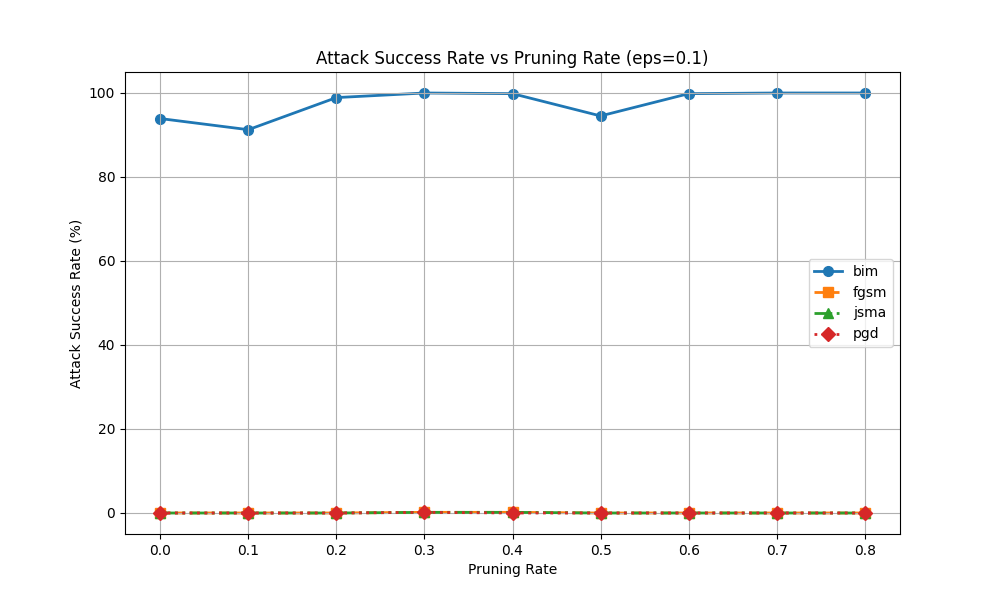 Attack Success Rate vs Pruning Rate (eps=0.1)
Attack Success Rate (%)
100
80
60
40
20
0
bim
fgsm
jsma
pgd
0.0 0.1 0.2 0.3 0.4 0.5 0.6 0.7 0.8
Pruning Rate